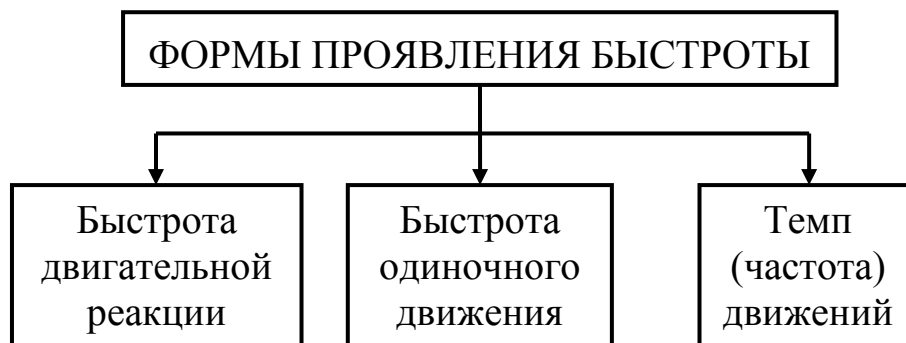 ФОРМЫ ПРОЯВЛЕНИЯ БЫСТРОТЫ
Быстрота
двигательной
реакции
Быстрота
одиночного
движения
Темп
(частота)
движений